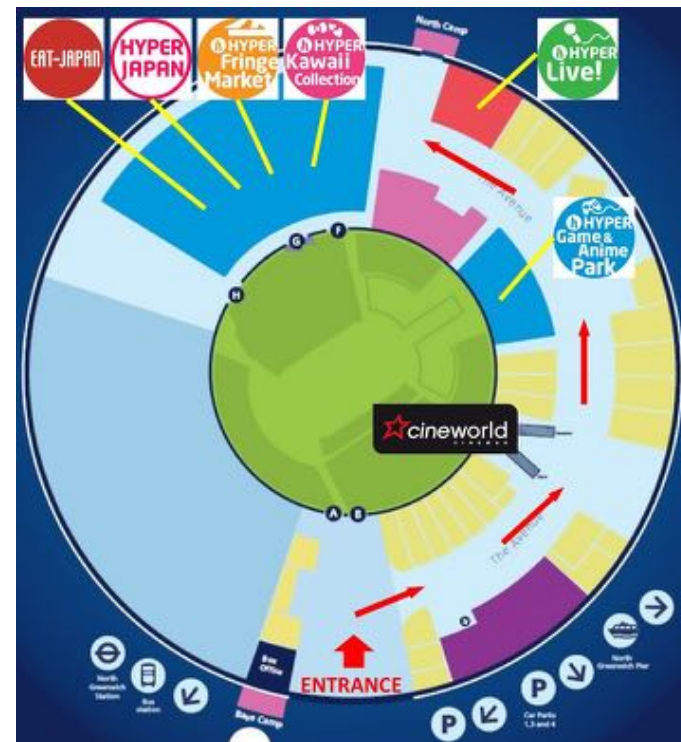 EAT-JAPAN
HYPER
JAPAN
h HYPER
Fringe
Market
h HYPER
Kawaii
Collection
North Camp
h HYPER
Live!
The Avenue
h HYPER
Game &
Anime
Park
G
F
H
cineworld
CINEMAS
A
B
The Avenue
Box
Office
ENTRANCE
North
Greenwich
Station
Bus
station
North
Greenwich Pier
P
P
Car Parks
1,3 and 4